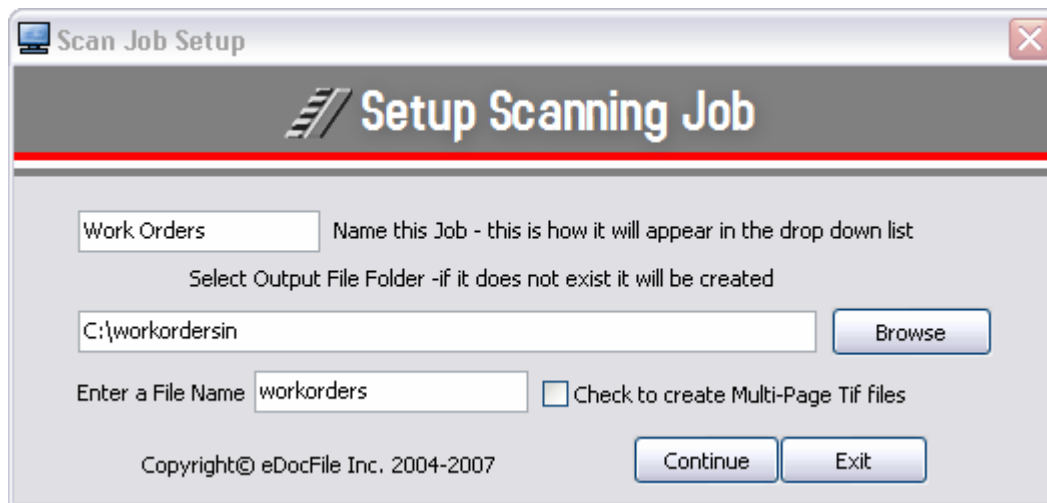 Scan Job Setup
Setup Scanning Job
Work Orders Name this Job - this is how it will appear in the drop down list
Select Output File Folder -if it does not exist it will be created
C:\workordersin Browse
Enter a File Name workorders Check to create Multi-Page Tif files
Copyright© eDocFile Inc. 2004-2007 Continue Exit